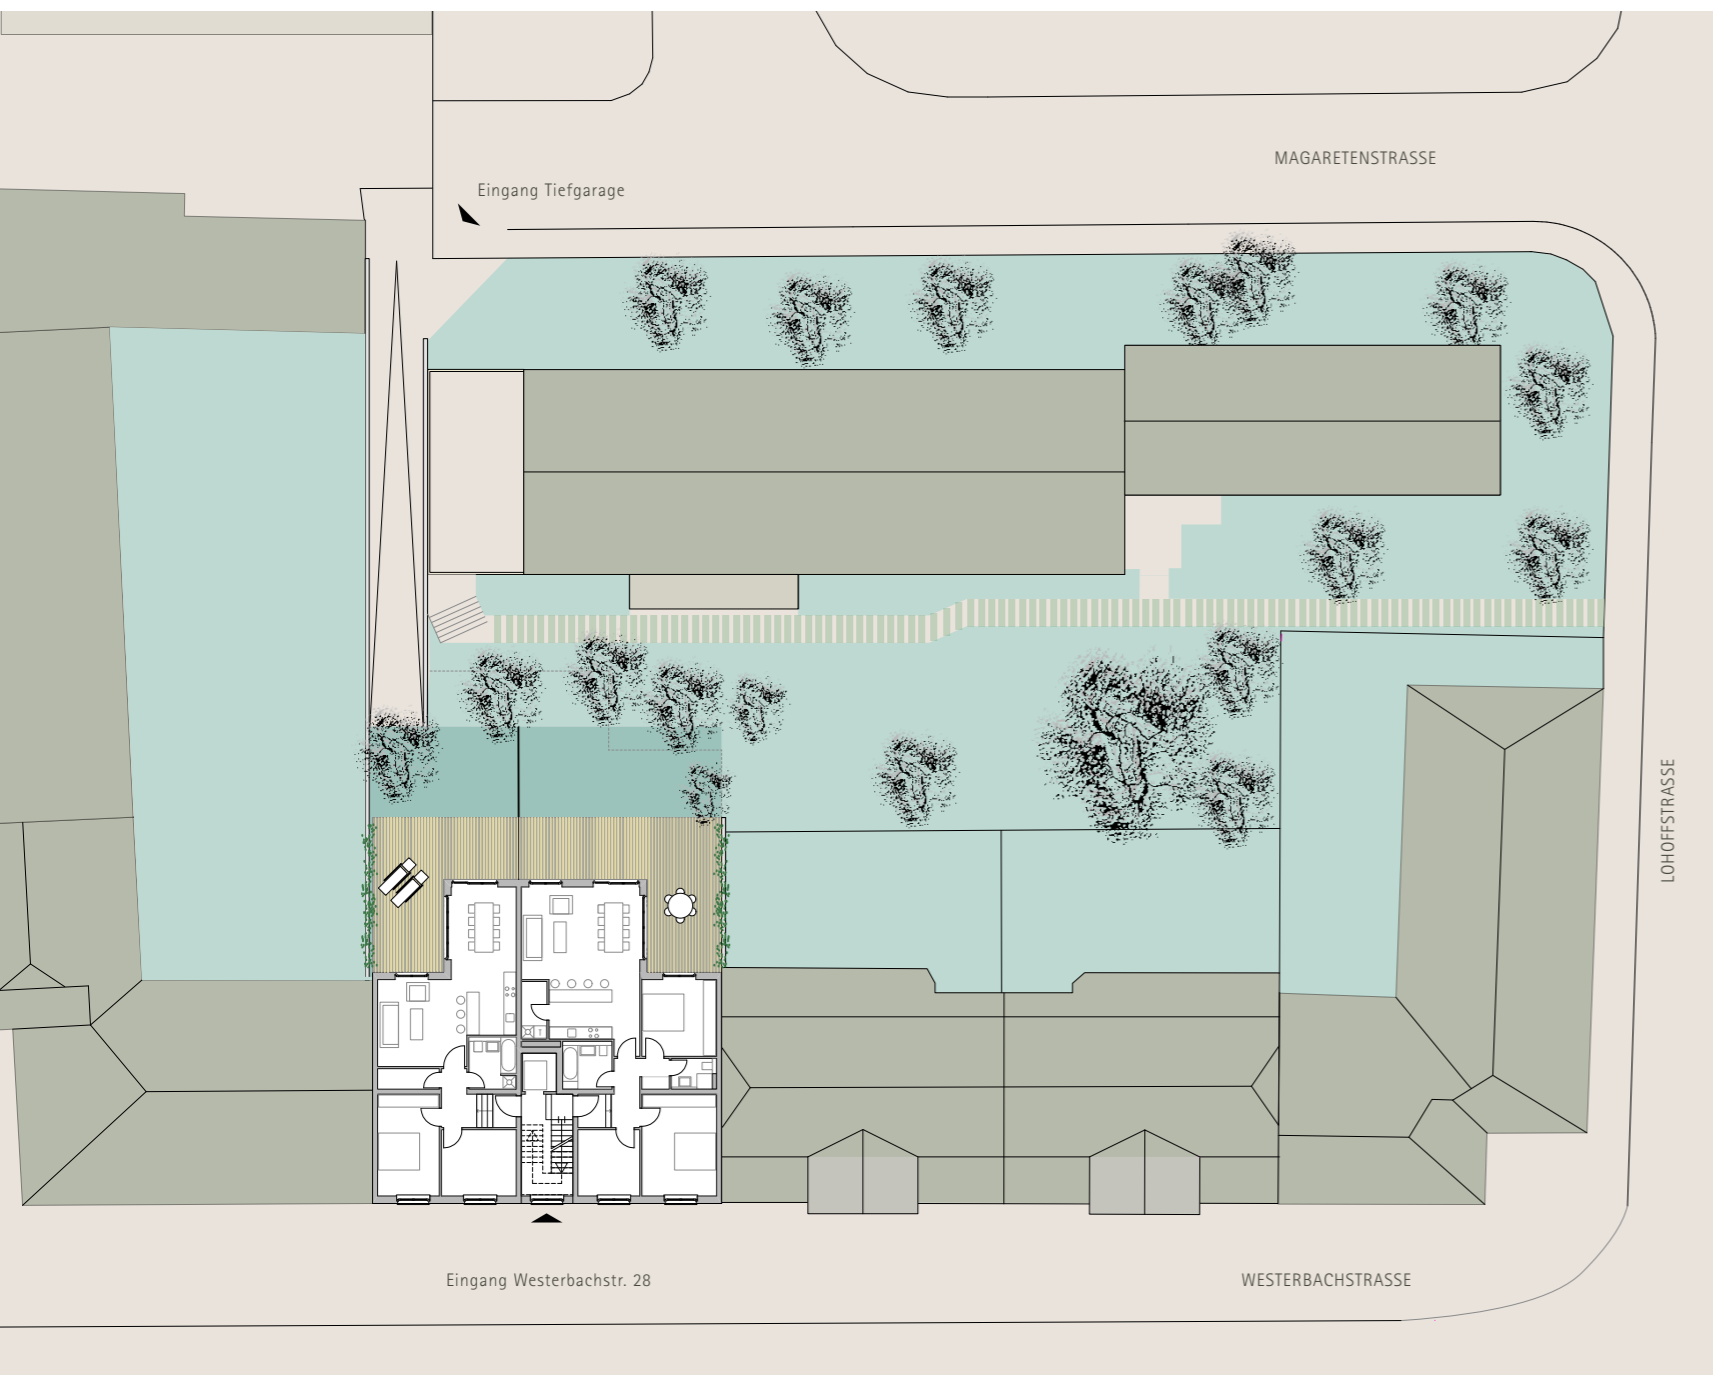 MAGARETENSTRASSE
Eingang Tiefgarage
LOHOFFSTRASSE
Eingang Westerbachstr. 28
WESTERBACHSTRASSE